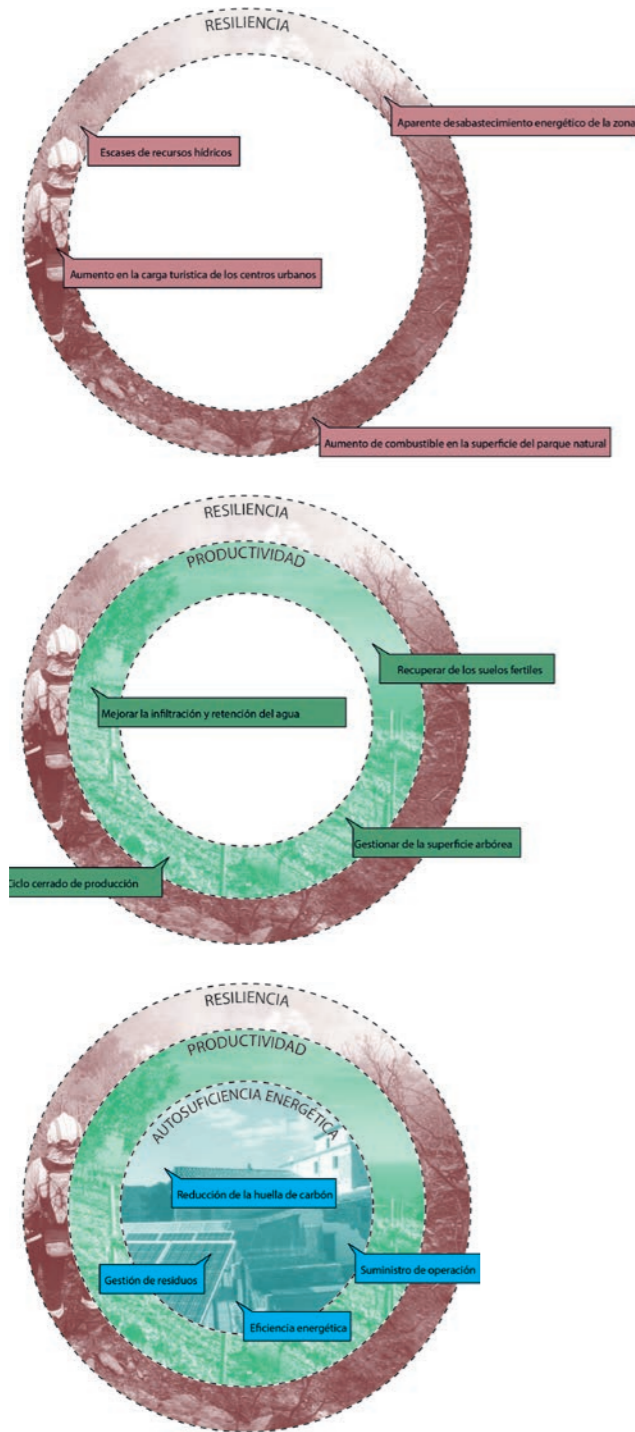 RESILIENCIA
Aparente desabastecimiento energético de la zona
Escases de recursos hídricos
Aumento en la carga turistica de los centros urbanos
Aumento de combustible en la superficie del parque natural
RESILIENCIA
PRODUCTIVIDAD
Recuperar de los suelos fertiles
Mejorar la infiltración y retención del agua
Gestionar de la superficie arbórea
Ciclo cerrado de producción
RESILIENCIA
PRODUCTIVIDAD
AUTOSUFICIENCIA ENERGÉTICA
Reducción de la huella de carbón
Suministro de operación
Gestión de residuos
Eficiencia energética